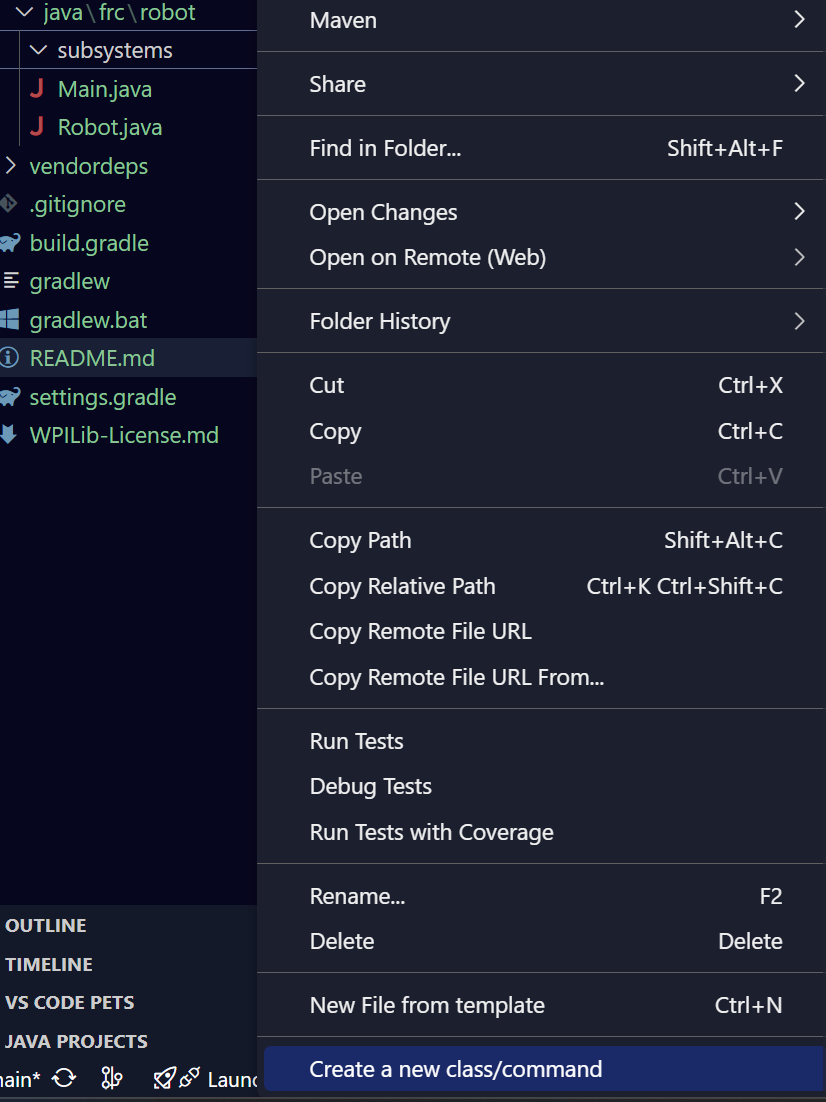 java\frc\robot
subsystems
Main.java
Robot.java
vendordeps
.gitignore
build.gradle
gradlew
gradlew.bat
README.md
settings.gradle
WPILib-License.md
OUTLINE
TIMELINE
VS CODE PETS
JAVA PROJECTS
Maven
Share
Find in Folder... Shift+Alt+F
Open Changes
Open on Remote (Web)
Folder History
Cut Ctrl+X
Copy Ctrl+C
Paste Ctrl+V
Copy Path Shift+Alt+C
Copy Relative Path Ctrl+K Ctrl+Shift+C
Copy Remote File URL
Copy Remote File URL From...
Run Tests
Debug Tests
Run Tests with Coverage
Rename... F2
Delete Delete
New File from template Ctrl+N
Create a new class/command